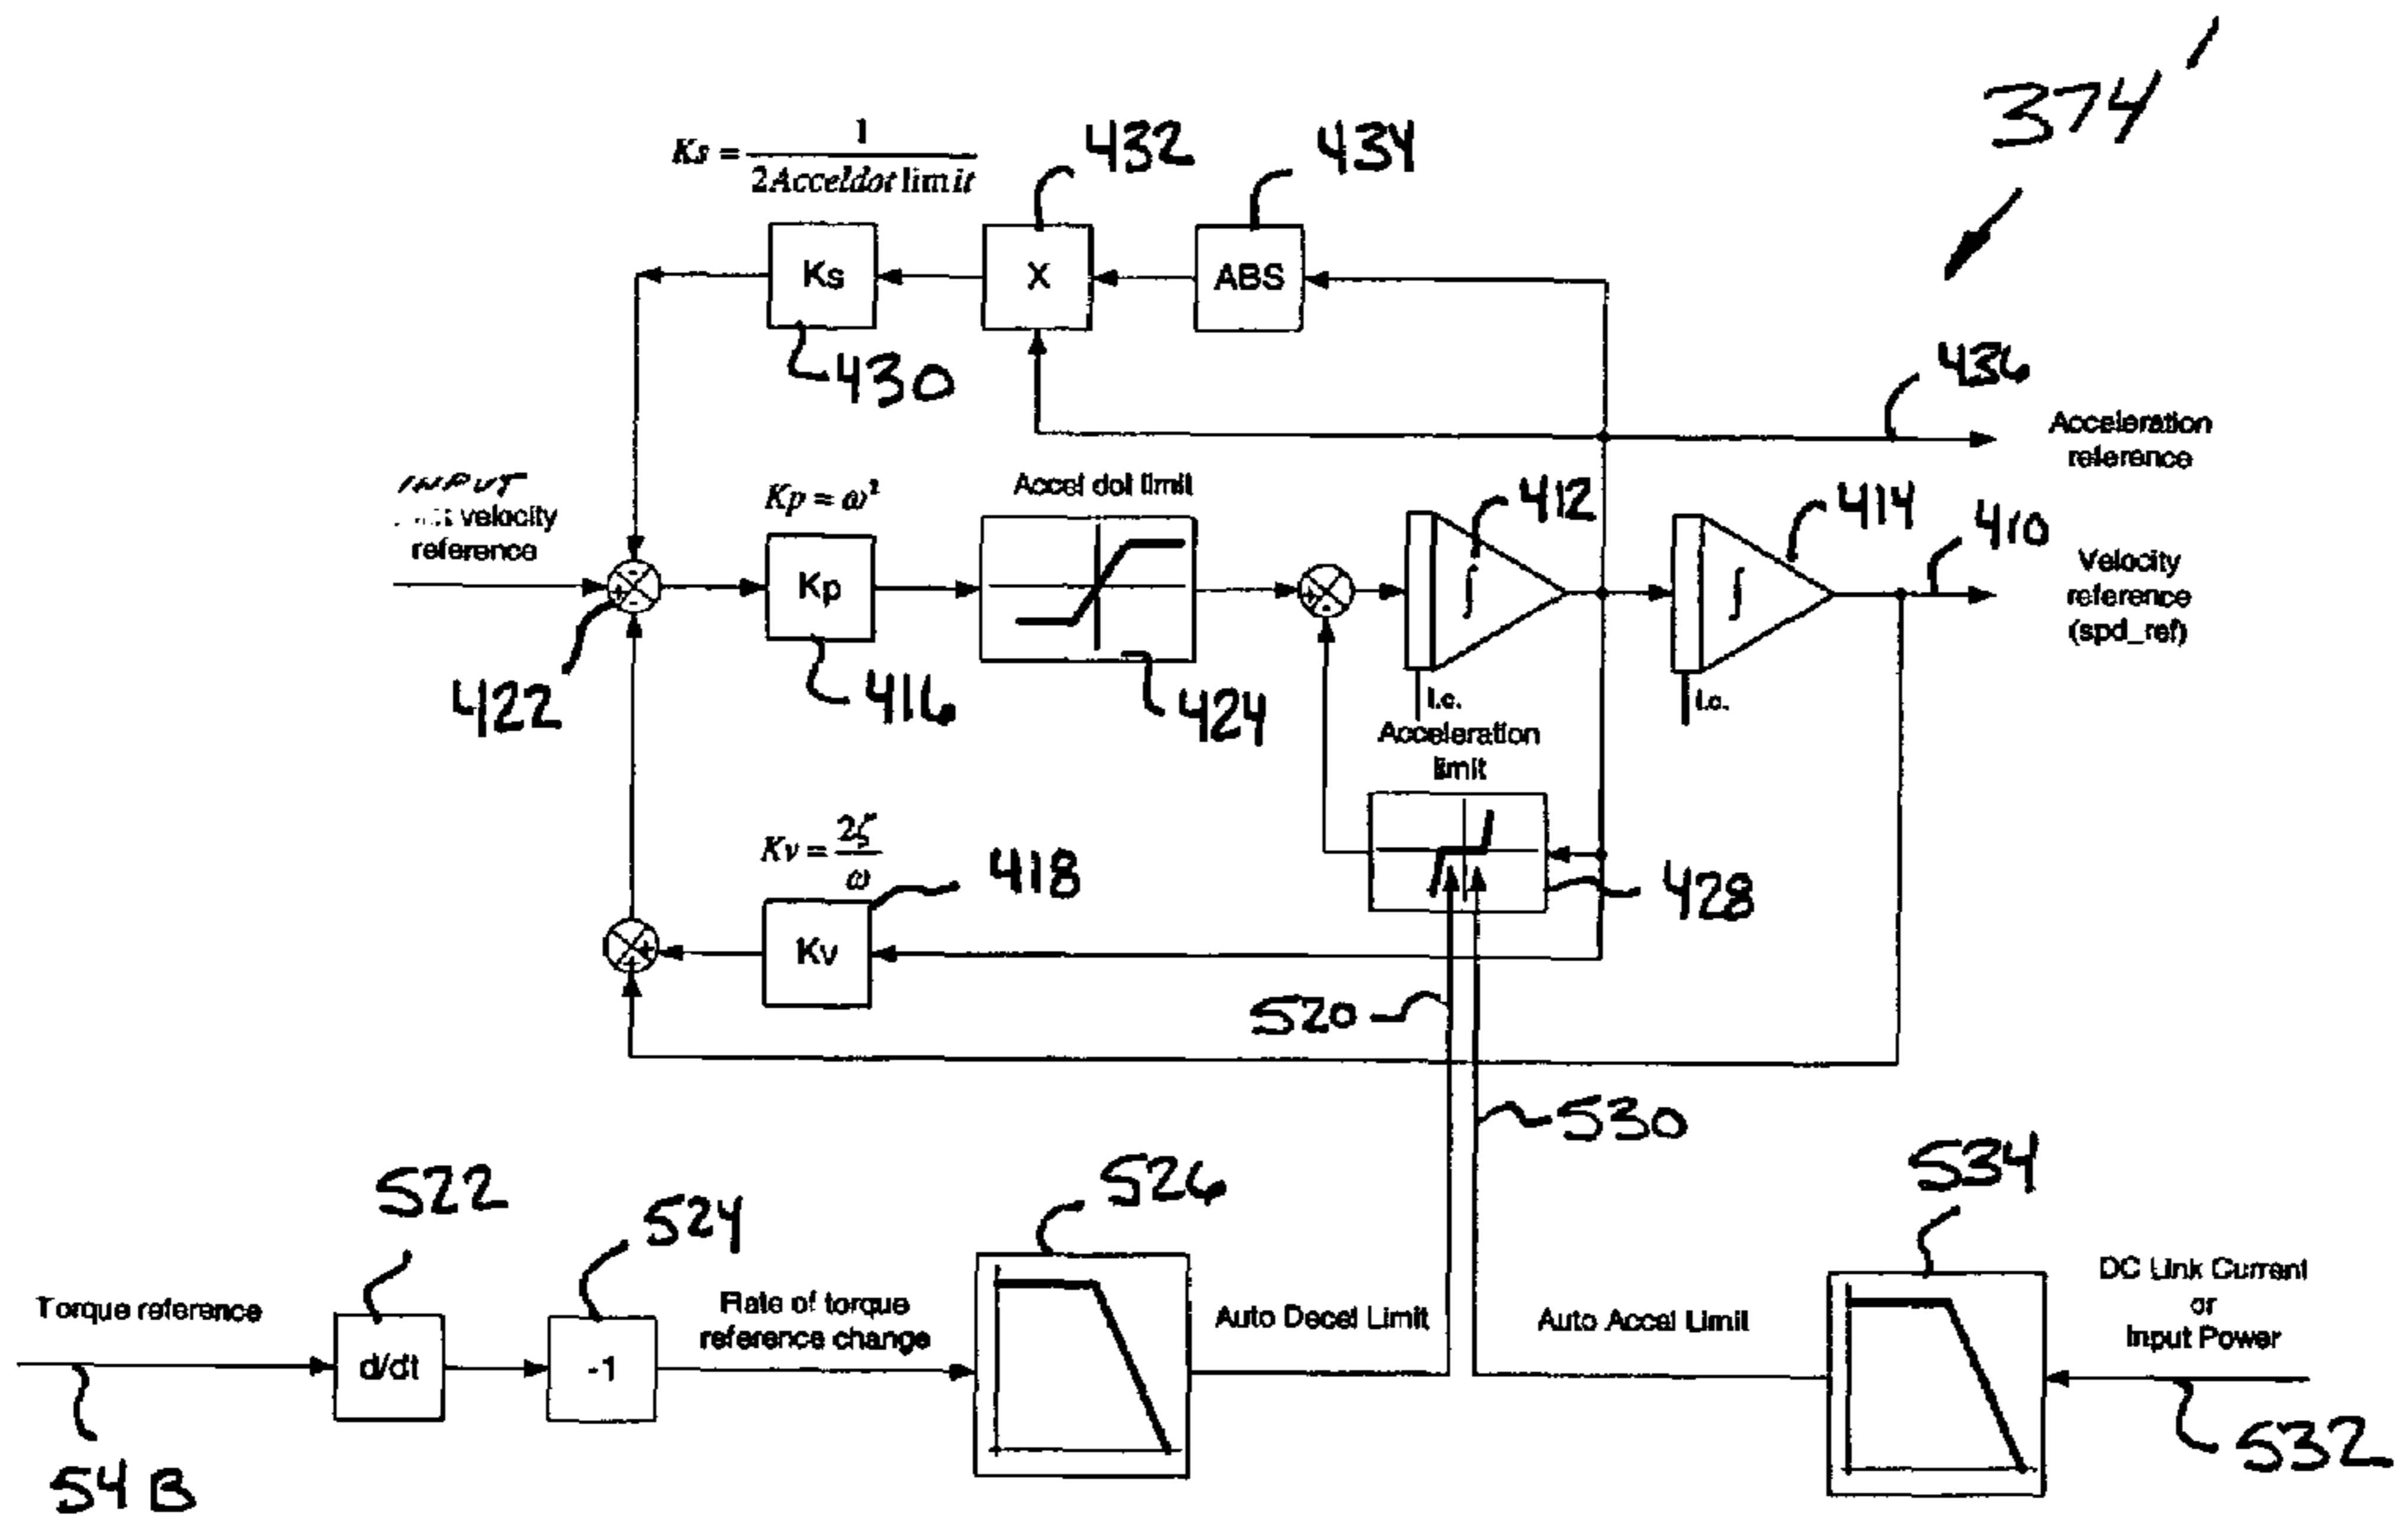 374'
Ks = 1
2Acceldot limit
432
434
Ks
X
ABS
430
436
Acceleration
reference
INPUT
velocity
reference
Kp = ω²
Accel dot limit
412
414
410
Kp
∫
∫
Velocity
reference
(spd_ref)
+
-
-
+
-
422
416
424
I.c.
I.c.
Acceleration
limit
Kv = 2ζ
ω
418
428
Kv
+
+
520
530
522
524
526
534
Torque reference
d/dt
-1
Rate of torque
reference change
Auto Decel Limit
Auto Accel Limit
DC Link Current
or
Input Power
54B
532